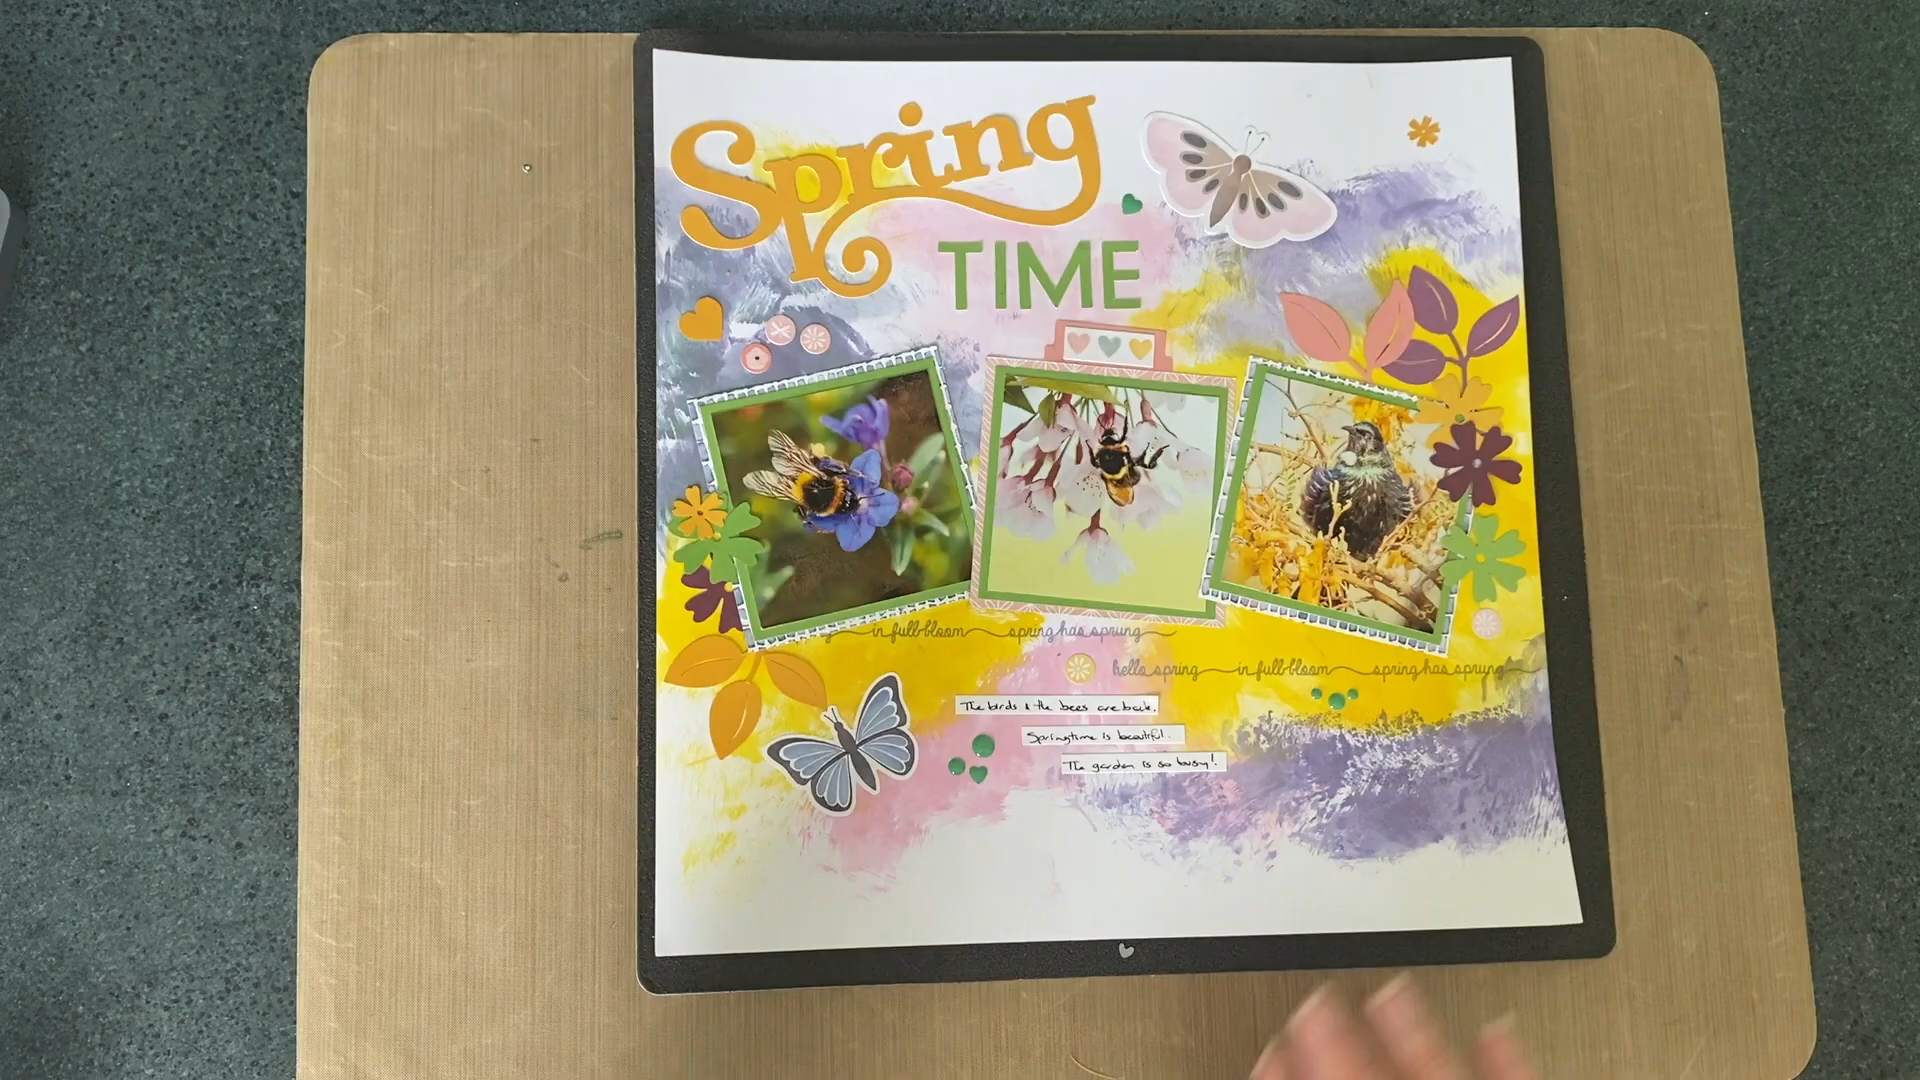 Spring
TIME
in full bloom spring has sprung
hello spring in full bloom spring has sprung
The birds & the bees are back.
Springtime is beautiful.
The garden is so busy!